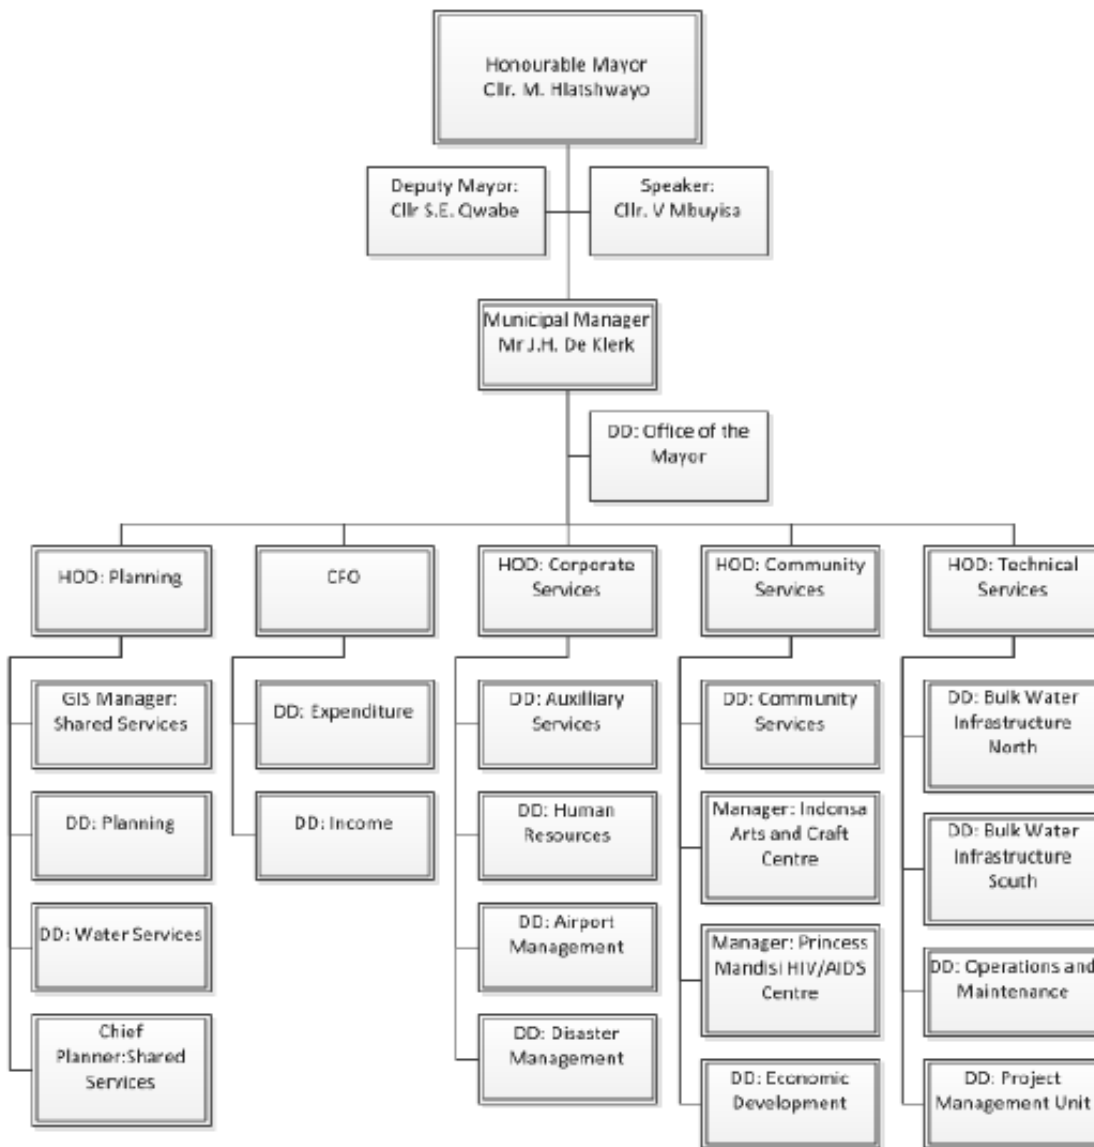 Honourable Mayor
Cllr. M. Hlatshwayo
Deputy Mayor:
Cllr S.E. Qwabe
Speaker:
Cllr. V Mbuyisa
Municipal Manager
Mr J.H. De Klerk
DD: Office of the
Mayor
HOD: Planning
CFO
HOD: Corporate
Services
HOD: Community
Services
HOD: Technical
Services
GIS Manager:
Shared Services
DD: Planning
DD: Water Services
Chief
Planner:Shared
Services
DD: Expenditure
DD: Income
DD: Auxilliary
Services
DD: Human
Resources
DD: Airport
Management
DD: Disaster
Management
DD: Community
Services
Manager: Indonsa
Arts and Craft
Centre
Manager: Princess
Mandisi HIV/AIDS
Centre
DD: Economic
Development
DD: Bulk Water
Infrastructure
North
DD: Bulk Water
Infrastructure
South
DD: Operations and
Maintenance
DD: Project
Management Unit